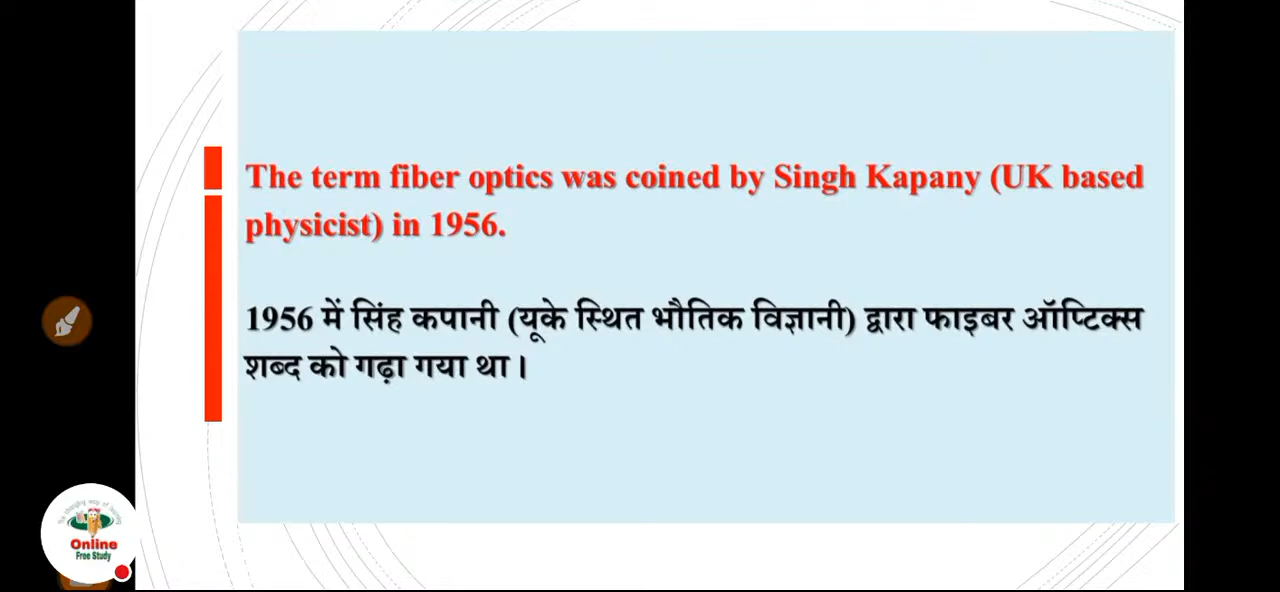 The term fiber optics was coined by Singh Kapany (UK based
physicist) in 1956.
1956 में सिंह कपानी (यूके स्थित भौतिक विज्ञानी) द्वारा फाइबर ऑप्टिक्स
शब्द को गढ़ा गया था।
Online
Free Study